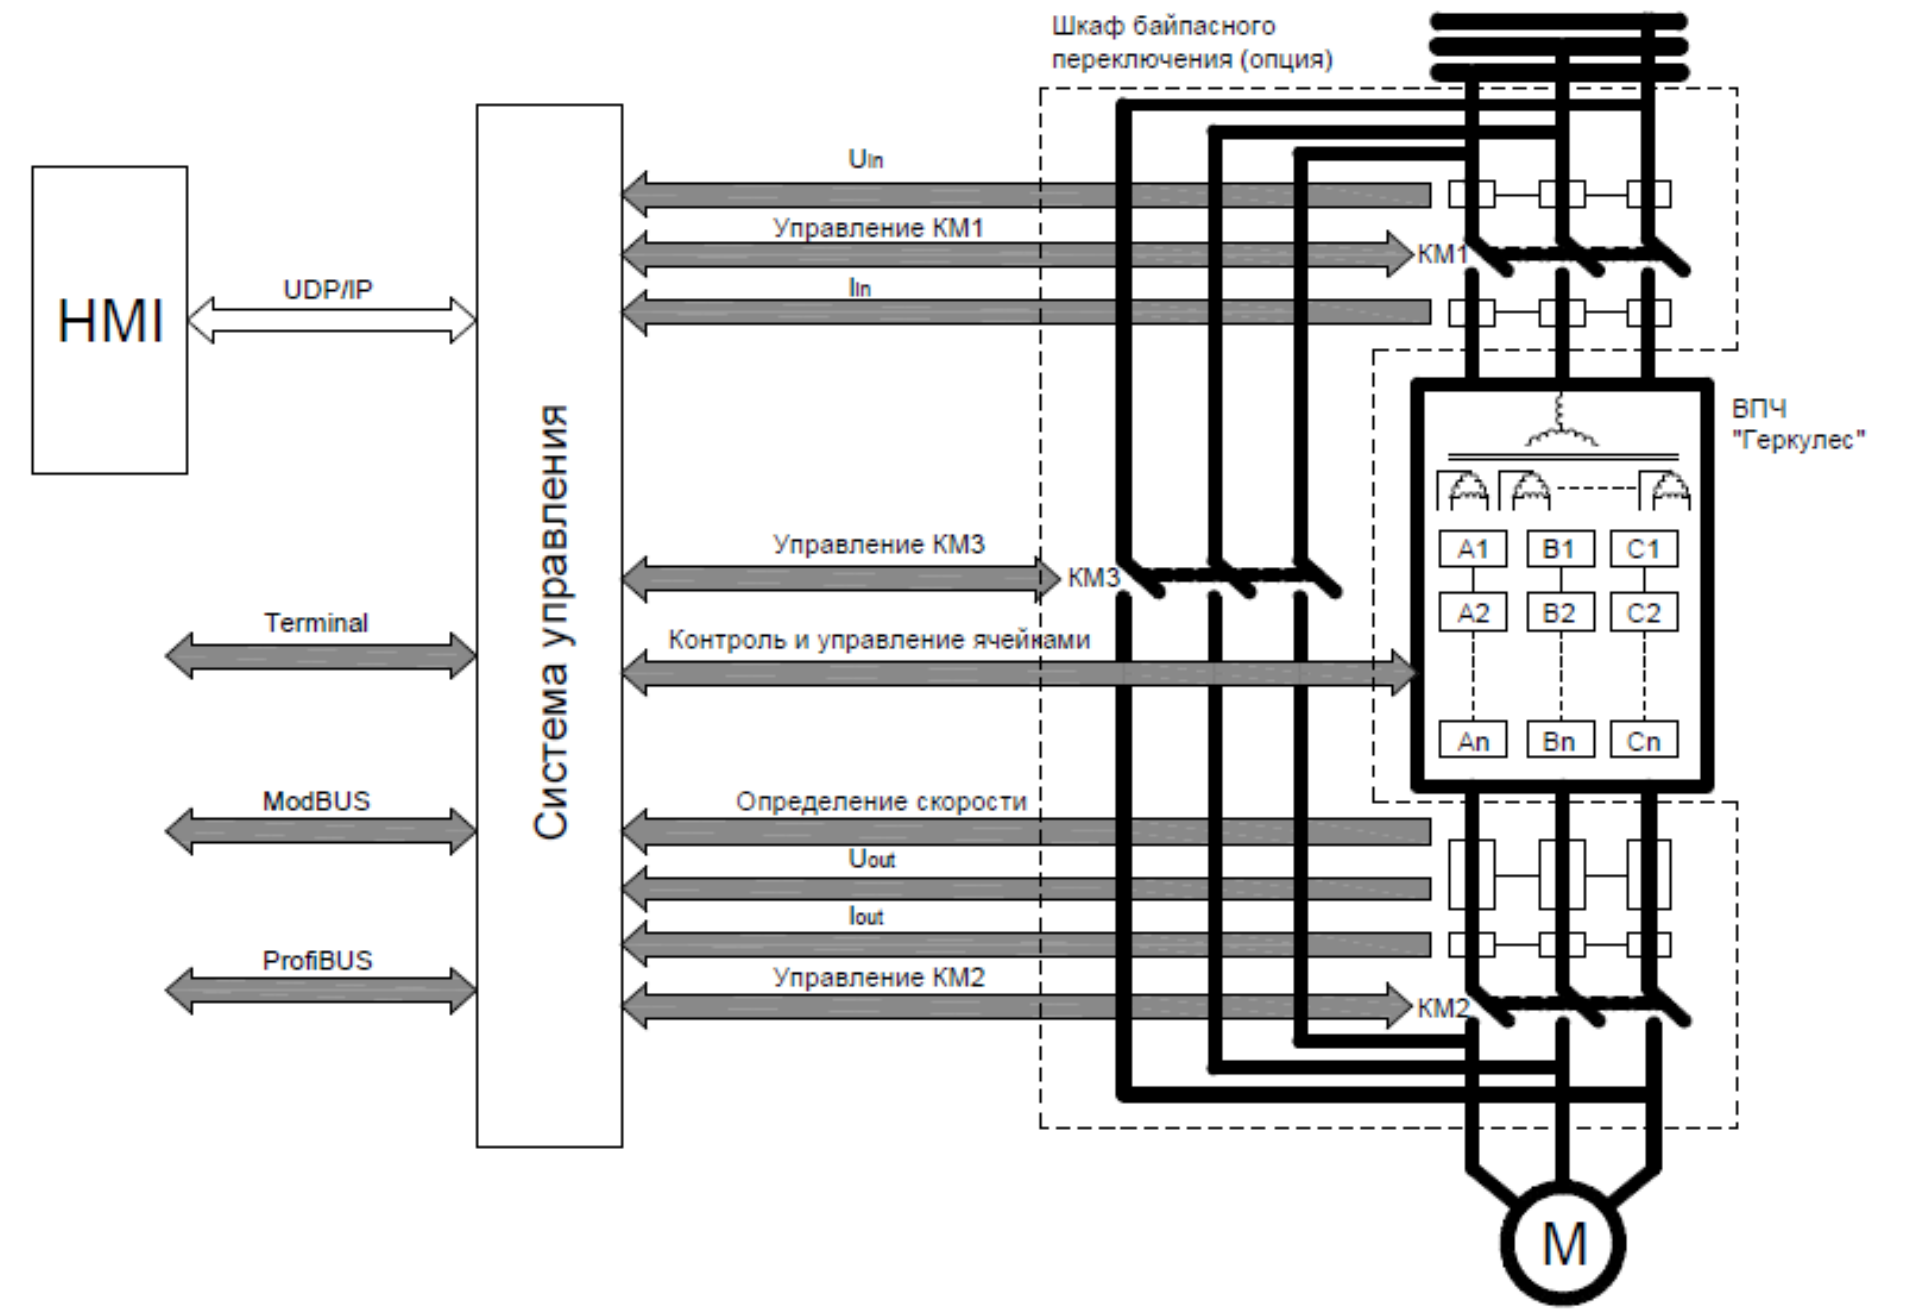 Шкаф байпасного
переключения (опция)
Uin
Управление КМ1
КМ1
Iin
HMI
UDP/IP
Система управления
ВПЧ
"Геркулес"
A1 B1 C1
A2 B2 C2
An Bn Cn
Управление КМ3
КМ3
Контроль и управление ячейками
Terminal
ModBUS
ProfiBUS
Определение скорости
Uout
Iout
Управление КМ2
КМ2
M